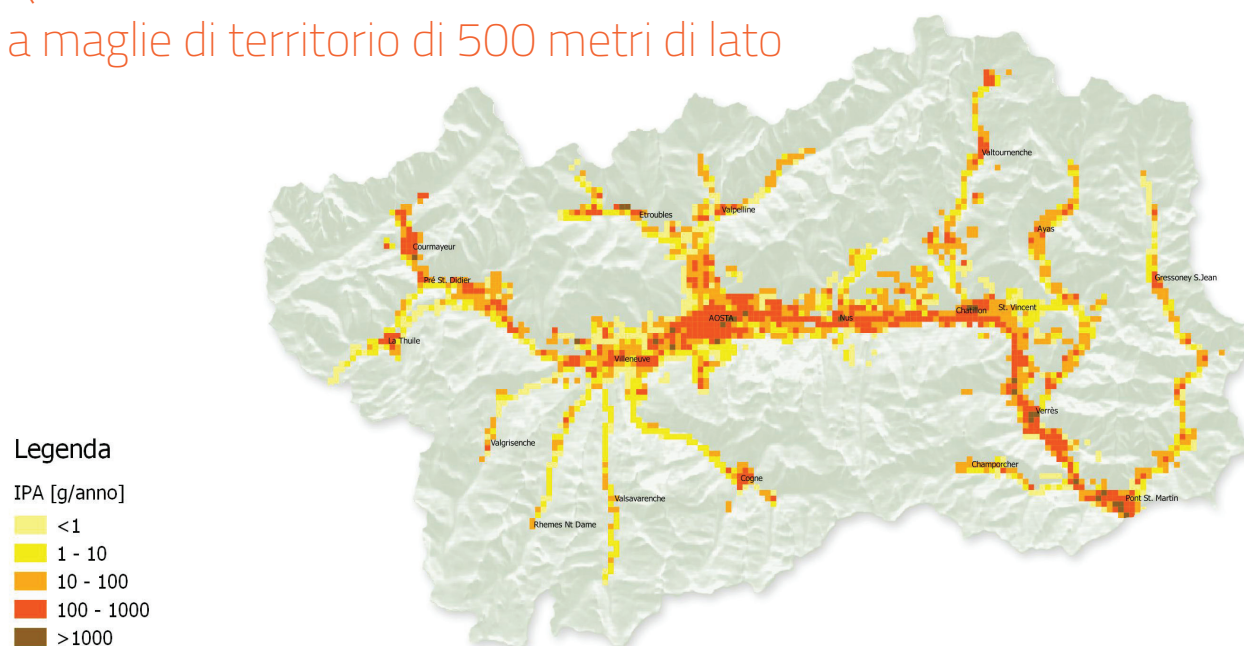 a maglie di territorio di 500 metri di lato
Valtournenche
Etroubles
Valpelline
Ayas
Courmayeur
Pré St. Didier
Gressoney S.Jean
AOSTA
Nus
Chatillon
St. Vincent
La Thuile
Villeneuve
Verrès
Valgrisenche
Champorcher
Cogne
Valsavarenche
Pont St. Martin
Rhemes Nt Dame
Legenda
IPA [g/anno]
<1
1 - 10
10 - 100
100 - 1000
>1000